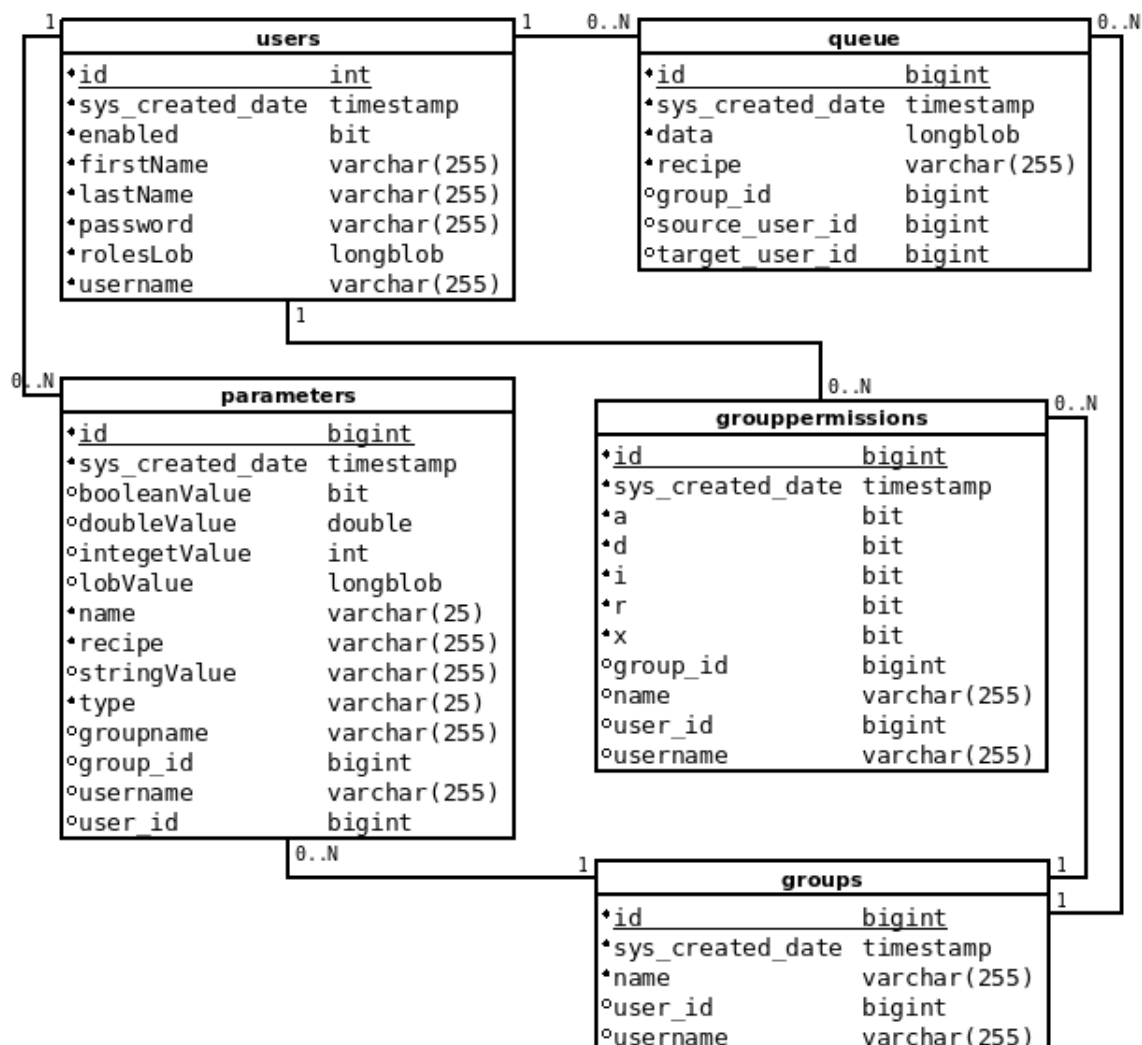 1
users
1
id int
sys_created_date timestamp
enabled bit
firstName varchar(255)
lastName varchar(255)
password varchar(255)
rolesLob longblob
username varchar(255)
1
0..N
queue
0..N
id bigint
sys_created_date timestamp
data longblob
recipe varchar(255)
group_id bigint
source_user_id bigint
target_user_id bigint
0..N
parameters
id bigint
sys_created_date timestamp
booleanValue bit
doubleValue double
integetValue int
lobValue longblob
name varchar(25)
recipe varchar(255)
stringValue varchar(255)
type varchar(25)
groupname varchar(255)
group_id bigint
username varchar(255)
user_id bigint
0..N
0..N
grouppermissions
0..N
id bigint
sys_created_date timestamp
a bit
d bit
i bit
r bit
x bit
group_id bigint
name varchar(255)
user_id bigint
username varchar(255)
1
groups
1
1
id bigint
sys_created_date timestamp
name varchar(255)
user_id bigint
username varchar(255)